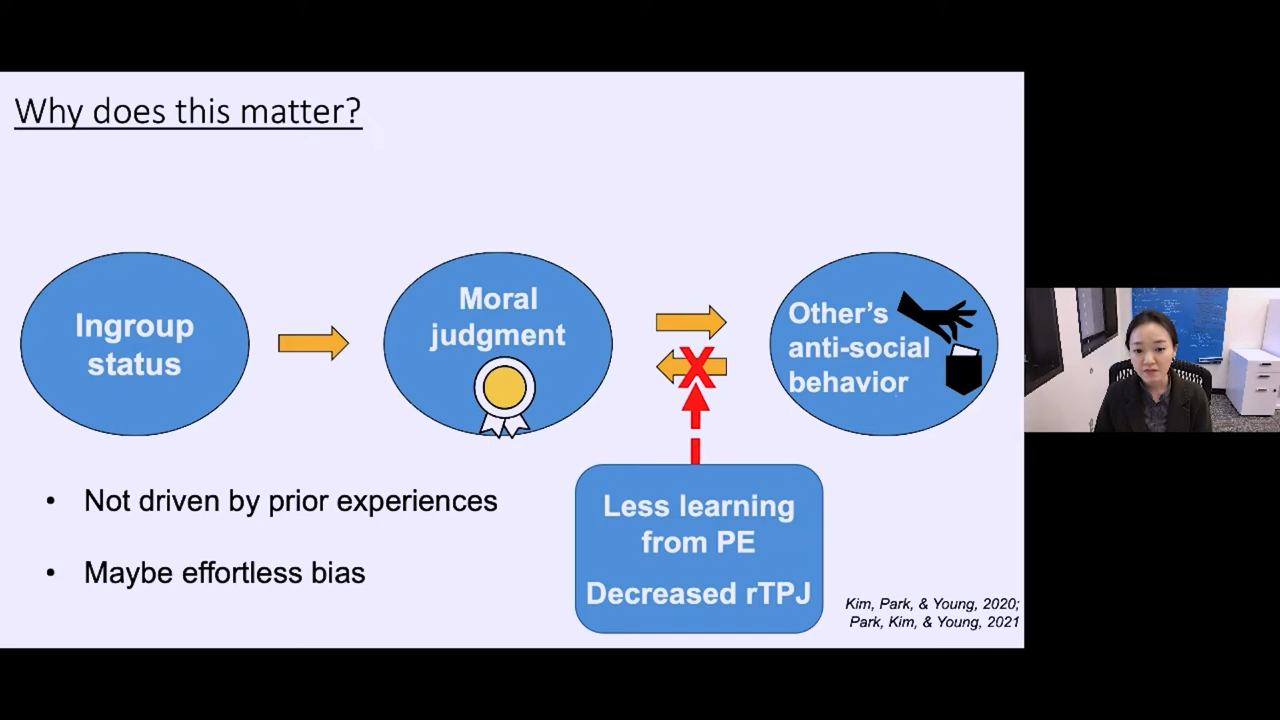 Why does this matter?
Ingroup
status
Moral
judgment
Other's
anti-social
behavior
X
• Not driven by prior experiences
• Maybe effortless bias
Less learning
from PE
Decreased rTPJ
Kim, Park, & Young, 2020;
Park, Kim, & Young, 2021